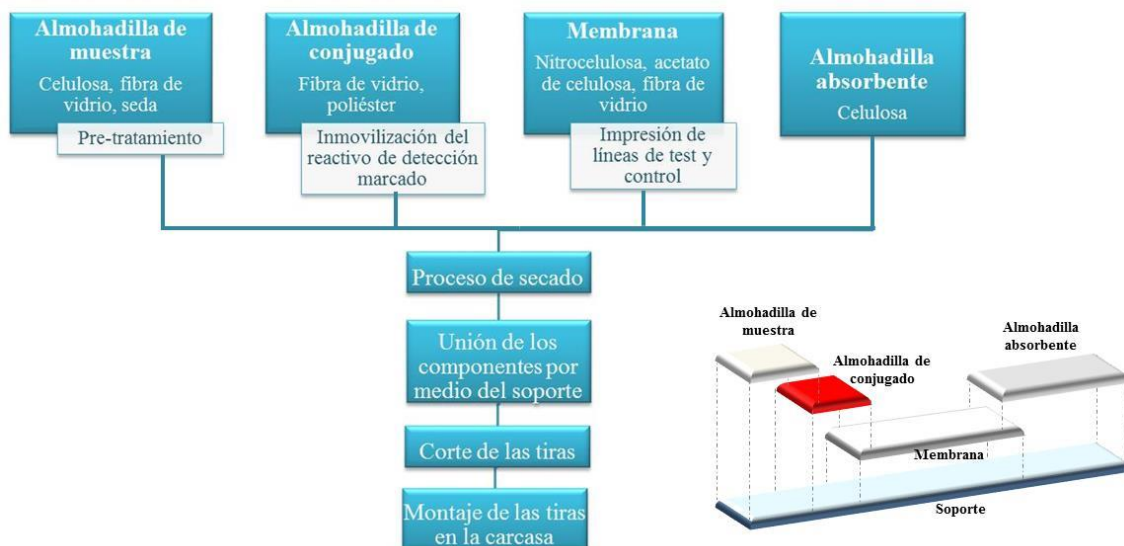 Almohadilla de
muestra
Celulosa, fibra de
vidrio, seda
Pre-tratamiento
Almohadilla de
conjugado
Fibra de vidrio,
poliéster
Inmovilización del
reactivo de detección
marcado
Membrana
Nitrocelulosa, acetato
de celulosa, fibra de
vidrio
Impresión de
líneas de test y
control
Almohadilla
absorbente
Celulosa
Proceso de secado
Unión de los
componentes por
medio del soporte
Corte de las tiras
Montaje de las tiras
en la carcasa
Almohadilla de
muestra
Almohadilla de
conjugado
Almohadilla
absorbente
Membrana
Soporte